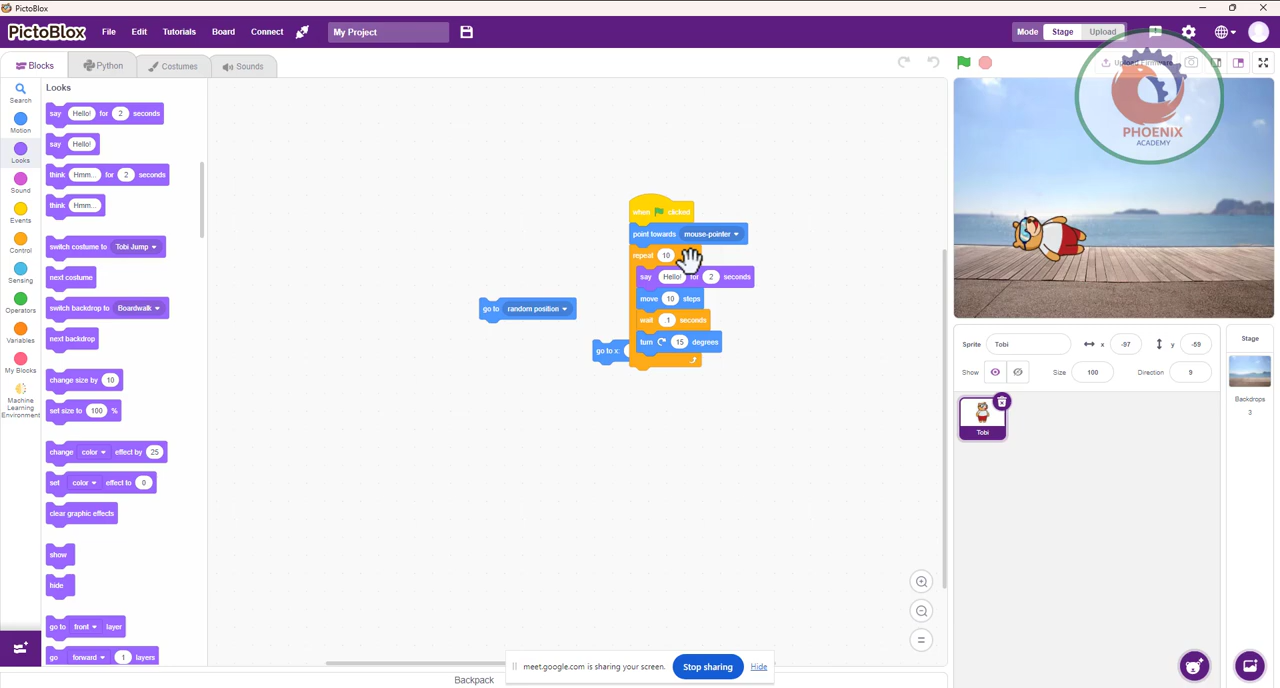 PictoBlox
PictoBlox File Edit Tutorials Board Connect My Project Mode Stage Upload
Blocks Python Costumes Sounds
Search
Motion
Looks
Sound
Events
Control
Sensing
Operators
Variables
My Blocks
Machine
Learning
Environment
Looks
say Hello! for 2 seconds
say Hello!
think Hmm... for 2 seconds
think Hmm...
switch costume to Tobi Jump
next costume
switch backdrop to Boardwalk
next backdrop
change size by 10
set size to 100 %
change color effect by 25
set color effect to 0
clear graphic effects
show
hide
go to front layer
go forward 1 layers
when clicked
point towards mouse-pointer
repeat 10
say Hello! for 2 seconds
move 10 steps
wait 1 seconds
turn 15 degrees
go to random position
go to x:
PHOENIX
ACADEMY
Sprite Tobi x -97 y -59
Show Size 100 Direction 9
Tobi
Stage
Backdrops
3
meet.google.com is sharing your screen. Stop sharing Hide
Backpack